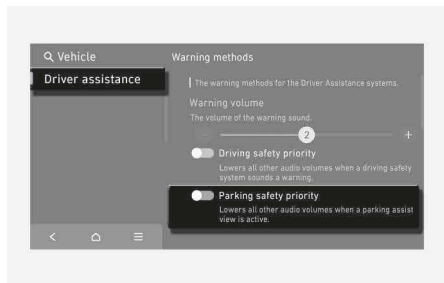 Vehicle
Driver assistance
Warning methods
The warning methods for the Driver Assistance systems.
Warning volume
The volume of the warning sound.
2
Driving safety priority
Lowers all other audio volumes when a driving safety
system sounds a warning.
Parking safety priority
Lowers all other audio volumes when a parking assist
view is active.